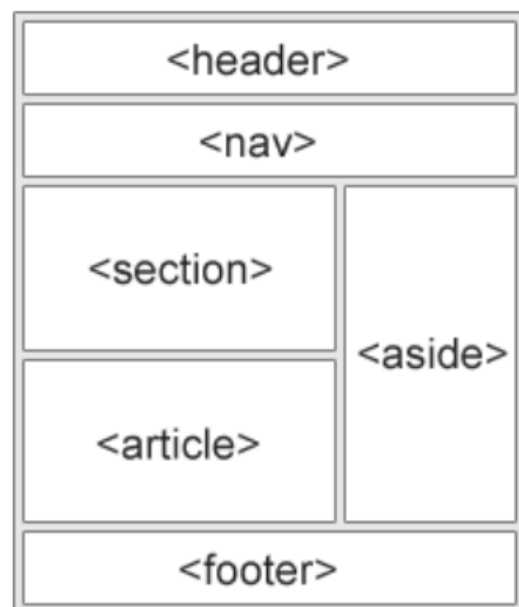 <header>
<nav>
<section>
<aside>
<article>
<footer>